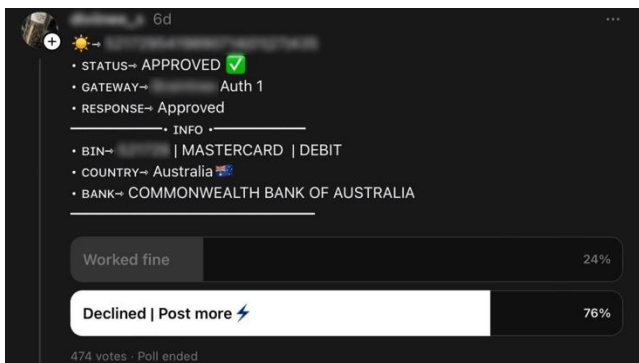 6d
• STATUS⤳ APPROVED ✅
• GATEWAY⤳ Auth 1
• RESPONSE⤳ Approved
• INFO •
• BIN⤳ | MASTERCARD | DEBIT
• COUNTRY⤳ Australia🇦🇺
• BANK⤳ COMMONWEALTH BANK OF AUSTRALIA
Worked fine 24%
Declined | Post more⚡ 76%
474 votes · Poll ended